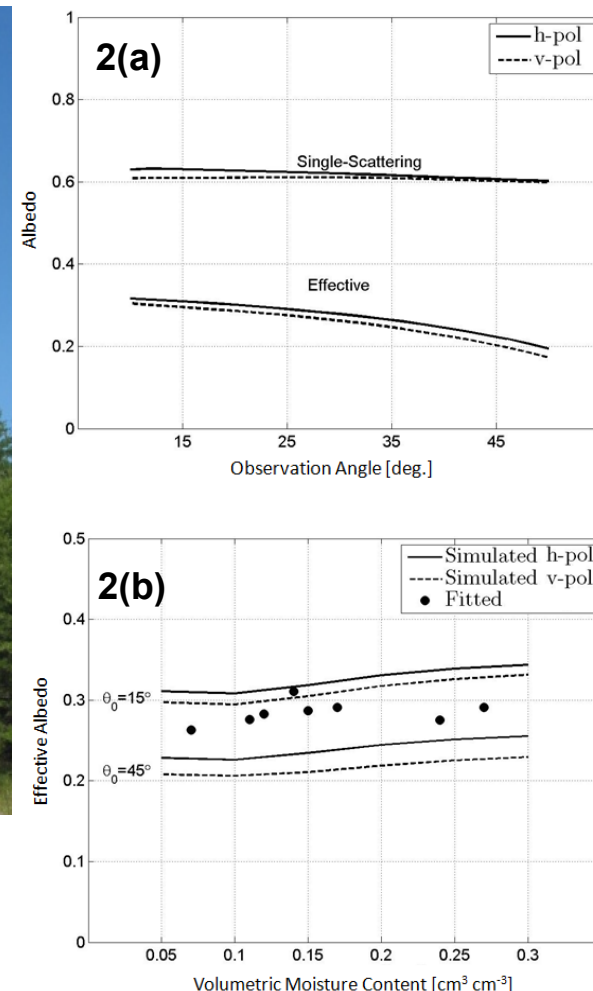 2(a)
h-pol
v-pol
1
0.8
0.6
0.4
0.2
0
Albedo
Single-Scattering
Effective
15
25
35
45
Observation Angle [deg.]
2(b)
Simulated h-pol
Simulated v-pol
Fitted
0.5
0.4
0.3
0.2
0.1
0
Effective Albedo
θ₀=15°
θ₀=45°
0.05
0.1
0.15
0.2
0.25
0.3
Volumetric Moisture Content [cm³ cm⁻³]